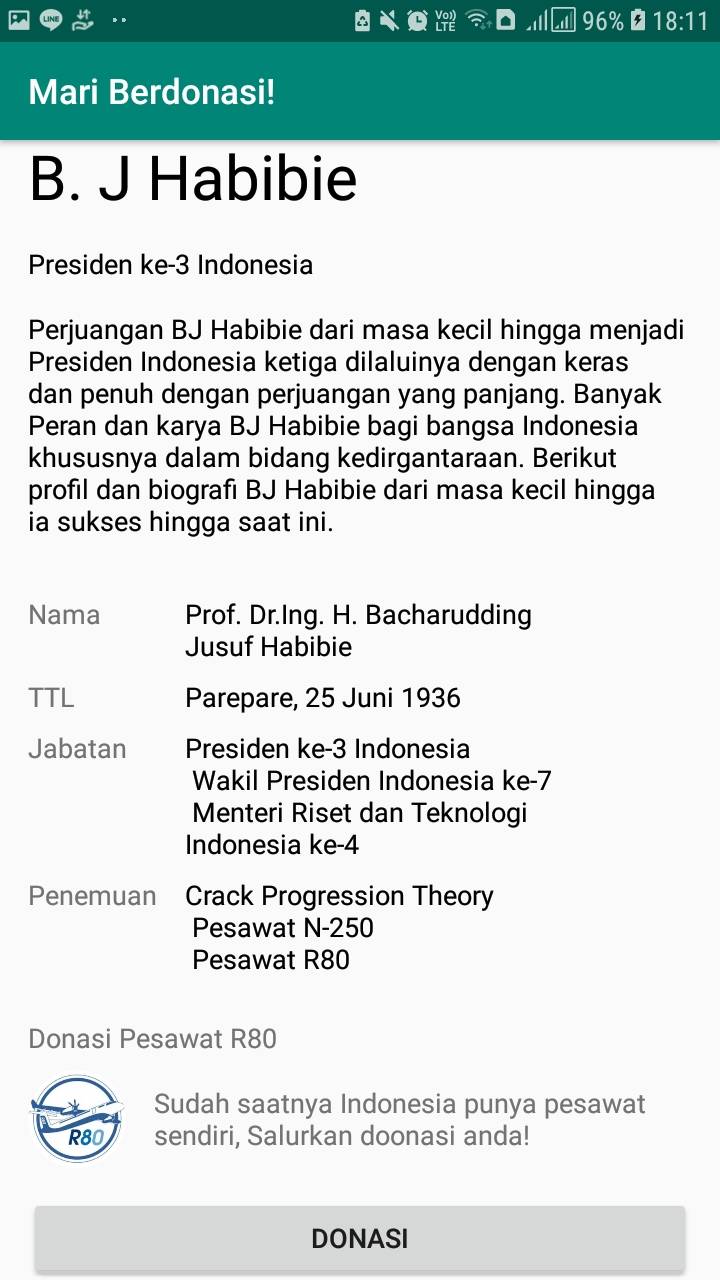 LINE
Vo))
LTE
96%
18:11
Mari Berdonasi!
B. J Habibie
Presiden ke-3 Indonesia
Perjuangan BJ Habibie dari masa kecil hingga menjadi
Presiden Indonesia ketiga dilaluinya dengan keras
dan penuh dengan perjuangan yang panjang. Banyak
Peran dan karya BJ Habibie bagi bangsa Indonesia
khususnya dalam bidang kedirgantaraan. Berikut
profil dan biografi BJ Habibie dari masa kecil hingga
ia sukses hingga saat ini.
Nama
Prof. Dr.Ing. H. Bacharudding
Jusuf Habibie
TTL
Parepare, 25 Juni 1936
Jabatan
Presiden ke-3 Indonesia
Wakil Presiden Indonesia ke-7
Menteri Riset dan Teknologi
Indonesia ke-4
Penemuan
Crack Progression Theory
Pesawat N-250
Pesawat R80
Donasi Pesawat R80
R80
Sudah saatnya Indonesia punya pesawat
sendiri, Salurkan doonasi anda!
DONASI